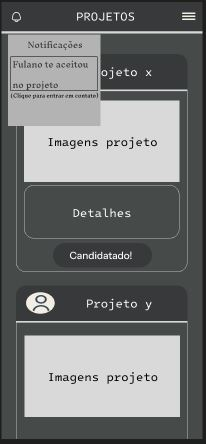 PROJETOS
Notificações
Fulano te aceitou
no projeto
(Clique para entrar em contato)
ojeto x
Imagens projeto
Detalhes
Candidatado!
Projeto y
Imagens projeto